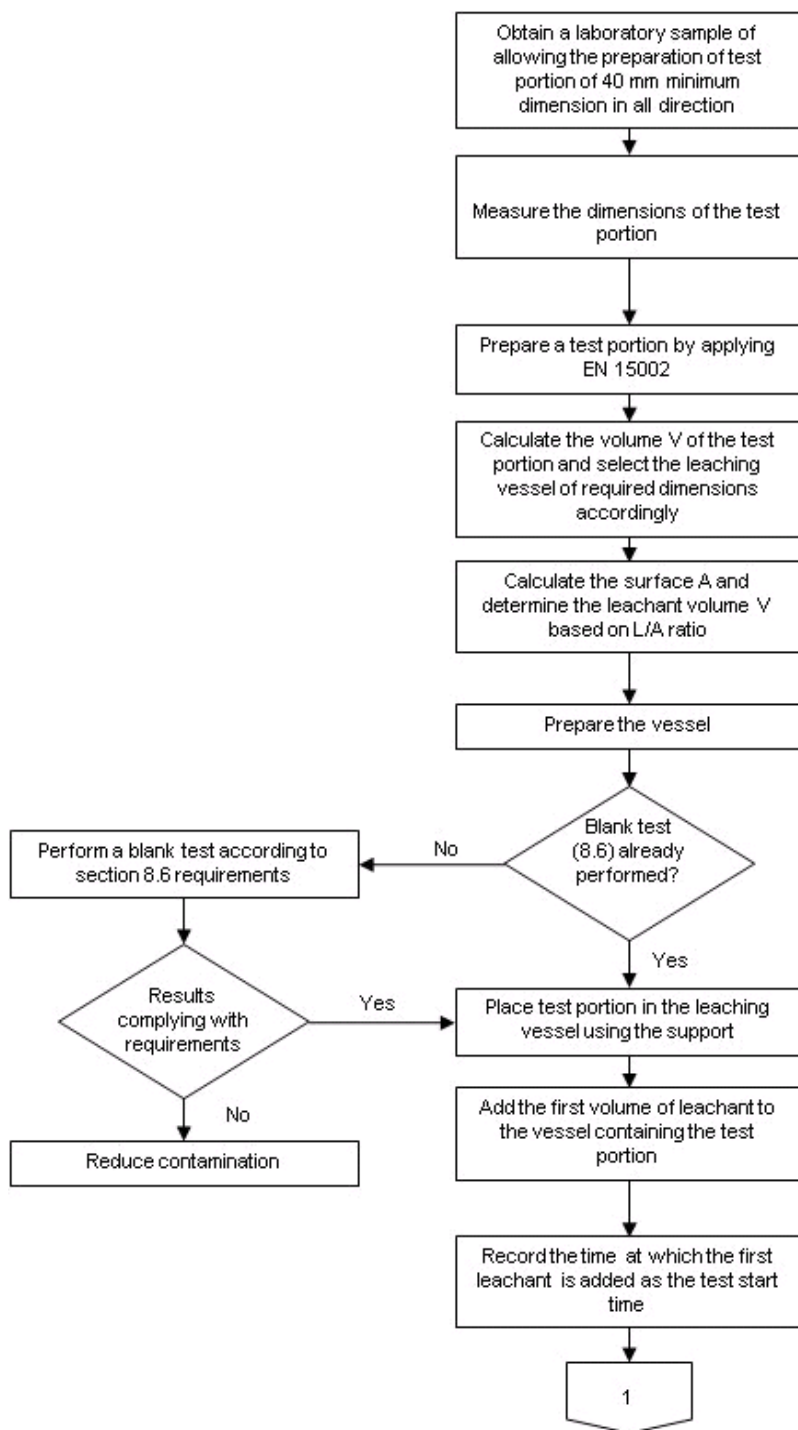 Obtain a laboratory sample of
allowing the preparation of test
portion of 40 mm minimum
dimension in all direction
Measure the dimensions of the test
portion
Prepare a test portion by applying
EN 15002
Calculate the volume V of the test
portion and select the leaching
vessel of required dimensions
accordingly
Calculate the surface A and
determine the leachant volume V
based on L/A ratio
Prepare the vessel
Blank test
(8.6) already
performed?
No
Perform a blank test according to
section 8.6 requirements
Yes
Results
complying with
requirements
Yes
Place test portion in the leaching
vessel using the support
No
Reduce contamination
Add the first volume of leachant to
the vessel containing the test
portion
Record the time at which the first
leachant is added as the test start
time
1